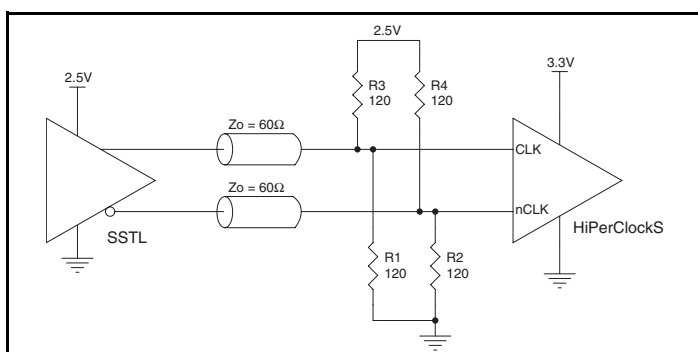 2.5V
2.5V
3.3V
R3
120
R4
120
Zo = 60Ω
CLK
Zo = 60Ω
nCLK
SSTL
HiPerClockS
R1
120
R2
120